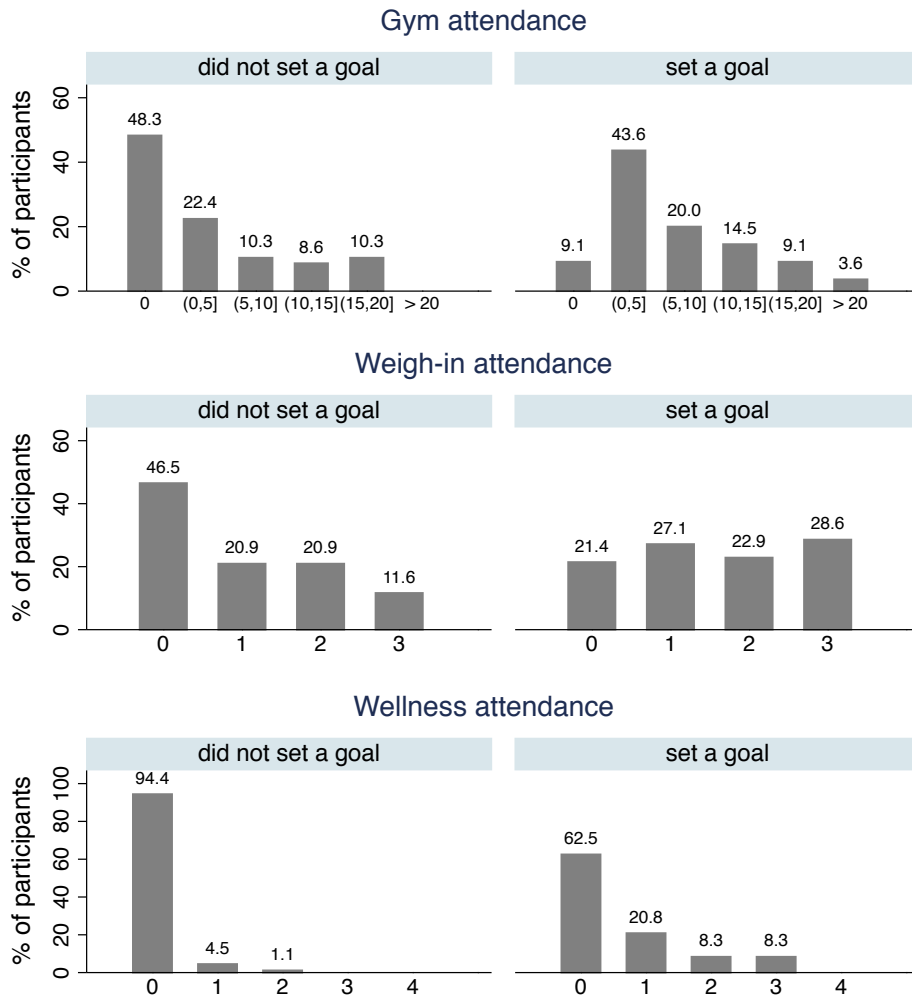 Gym attendance
did not set a goal
set a goal
% of participants
60
40
20
0
48.3
22.4
10.3
8.6
10.3
0 (0,5] (5,10] (10,15] (15,20] > 20
9.1
43.6
20.0
14.5
9.1
3.6
0 (0,5] (5,10] (10,15] (15,20] > 20
Weigh-in attendance
did not set a goal
set a goal
% of participants
60
40
20
0
46.5
20.9
20.9
11.6
0 1 2 3
21.4
27.1
22.9
28.6
0 1 2 3
Wellness attendance
did not set a goal
set a goal
% of participants
100
80
60
40
20
0
94.4
4.5
1.1
0 1 2 3 4
62.5
20.8
8.3
8.3
0 1 2 3 4